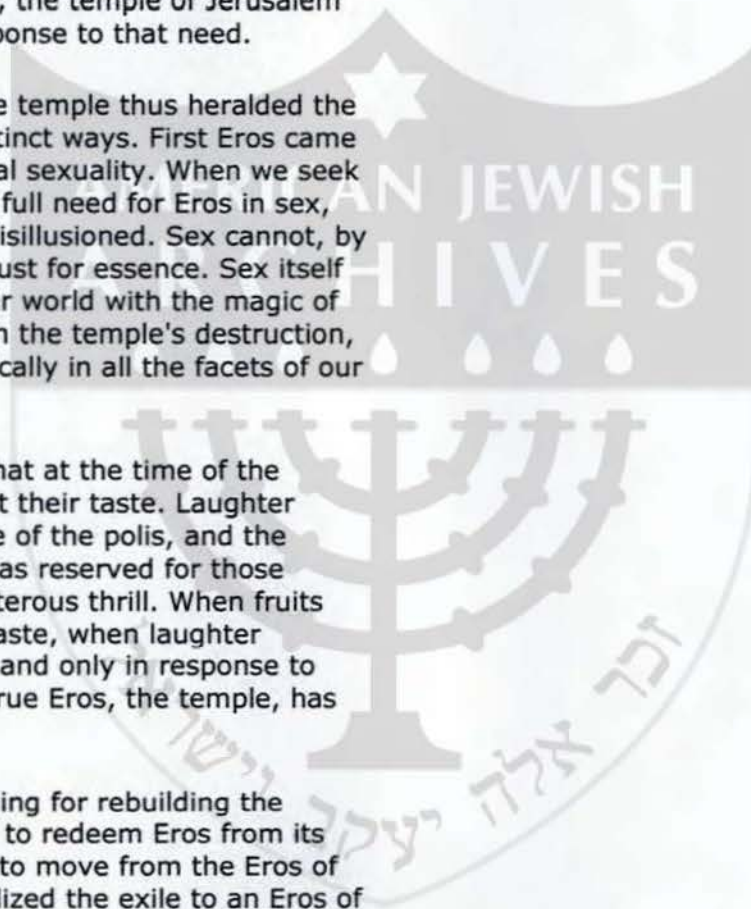 the temple of Jerusalem
ponse to that need.
e temple thus heralded the
tinct ways. First Eros came
al sexuality. When we seek
full need for Eros in sex,
isillusioned. Sex cannot, by
ust for essence. Sex itself
r world with the magic of
n the temple's destruction,
cally in all the facets of our
AMERICAN JEWISH
ARCHIVES
hat at the time of the
t their taste. Laughter
e of the polis, and the
as reserved for those
terous thrill. When fruits
aste, when laughter
and only in response to
rue Eros, the temple, has
ing for rebuilding the
to redeem Eros from its
to move from the Eros of
lized the exile to an Eros of
זכר אלה יעקב וישראל